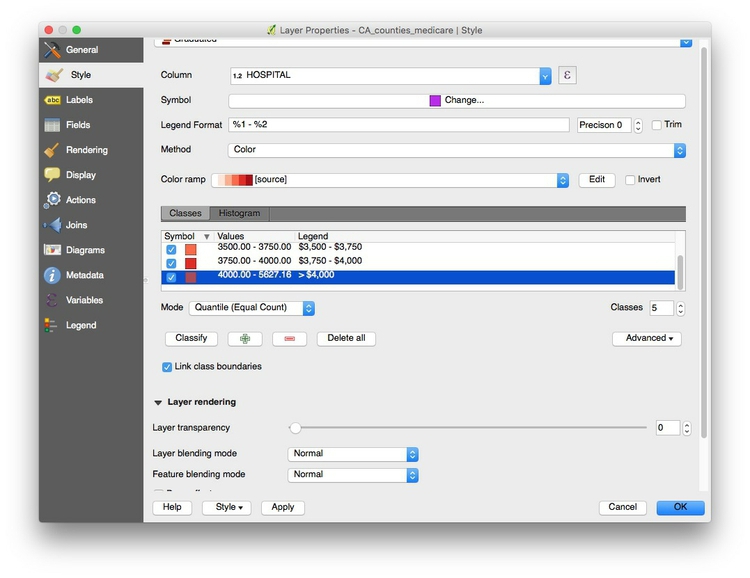 Layer Properties - CA_counties_medicare | Style
General
Style
abc Labels
Fields
Rendering
Display
Actions
Joins
Diagrams
Metadata
Variables
Legend
Graduated
Column 1.2 HOSPITAL ε
Symbol Change...
Legend Format %1 - %2 Precison 0 Trim
Method Color
Color ramp [source] Edit Invert
Classes Histogram
Symbol Values Legend
3500.00 - 3750.00 $3,500 - $3,750
3750.00 - 4000.00 $3,750 - $4,000
4000.00 - 5627.16 > $4,000
Mode Quantile (Equal Count) Classes 5
Classify Delete all Advanced
Link class boundaries
Layer rendering
Layer transparency 0
Layer blending mode Normal
Feature blending mode Normal
Help Style Apply Cancel OK